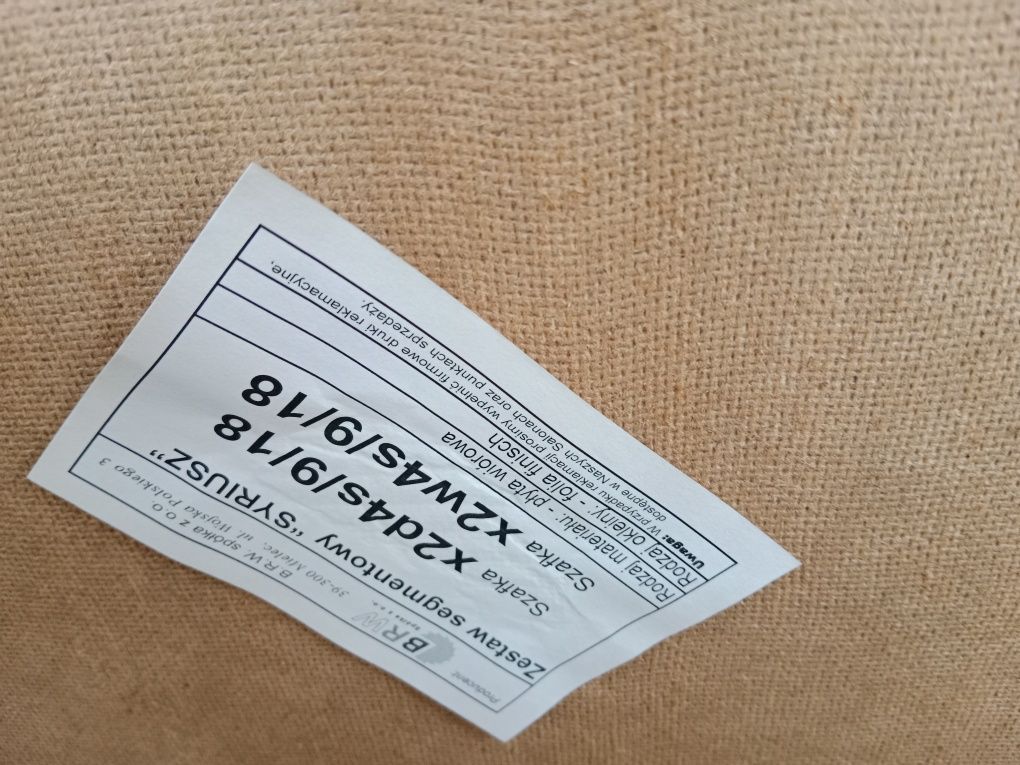 Producent
BRW
Spółka z o.o.
B.R.W. spółka z o.o.
39-300 Mielec, ul. Wojska Polskiego 3
Zestaw segmentowy “SYRIUSZ”
Szafka x2d4s/9/18
Szafka x2w4s/9/18
Rodzaj materiału: - płyta wiórowa
Rodzaj okleiny: - folia finisch
Uwaga: w przypadku reklamacji prosimy wypełnić firmowe druki reklamacyjne,
dostępne w Naszych Salonach oraz punktach sprzedaży.